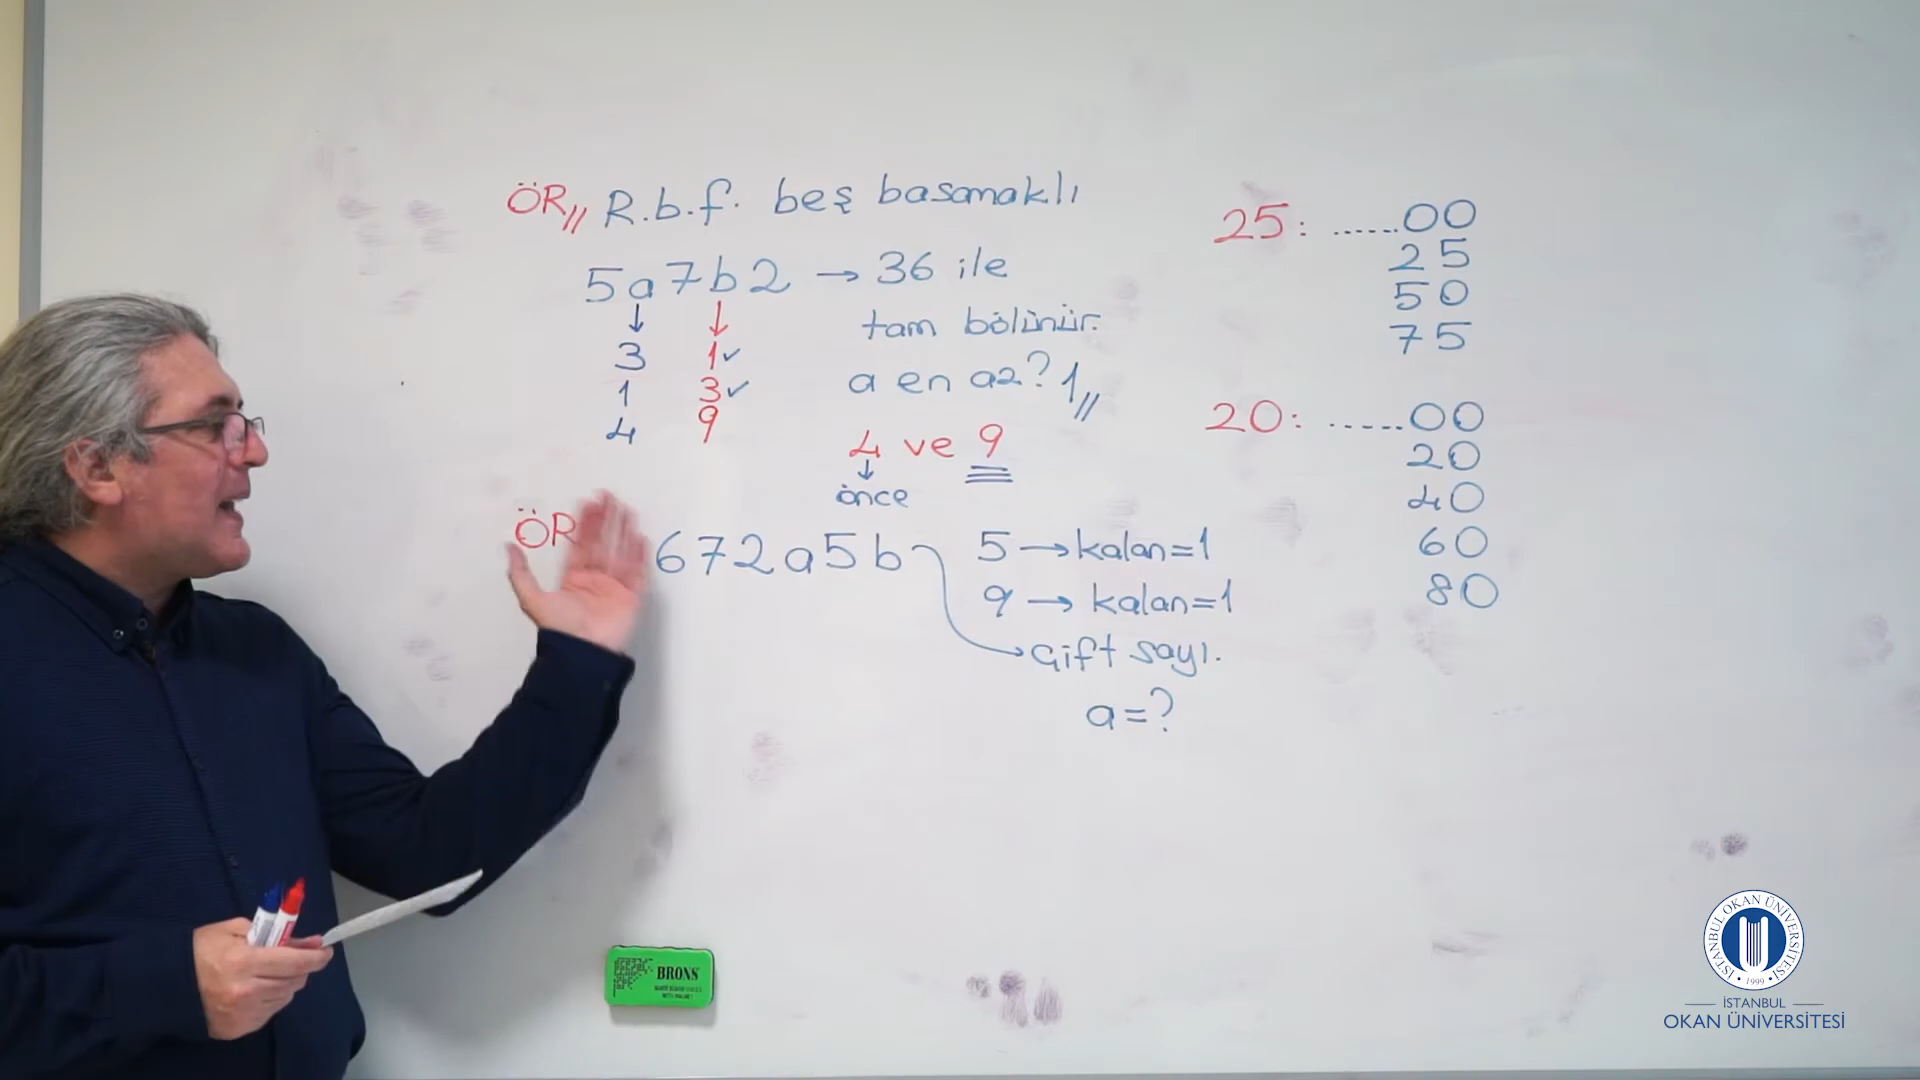 ÖR// R.b.f. beş basamaklı
5a7b2 → 36 ile
tam bölünür.
↓ ↓
3 1✓
1 3✓
4 9
a en az? 1//
4 ve 9
↓
önce
ÖR
672a5b
5 → kalan=1
9 → kalan=1
→ Çift sayı.
a=?
25: ......00
25
50
75
20: ......00
20
40
60
80
BRONS
İSTANBUL OKAN ÜNİVERSİTESİ
1999
İSTANBUL
OKAN ÜNİVERSİTESİ